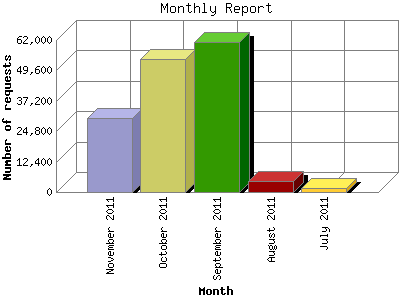 Monthly Report
Number of requests
62,000
49,600
37,200
24,800
12,400
0
November 2011
October 2011
September 2011
August 2011
July 2011
Month